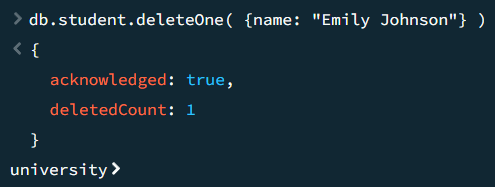 > db.student.deleteOne( {name: "Emily Johnson"} )
< {
acknowledged: true,
deletedCount: 1
}
university>